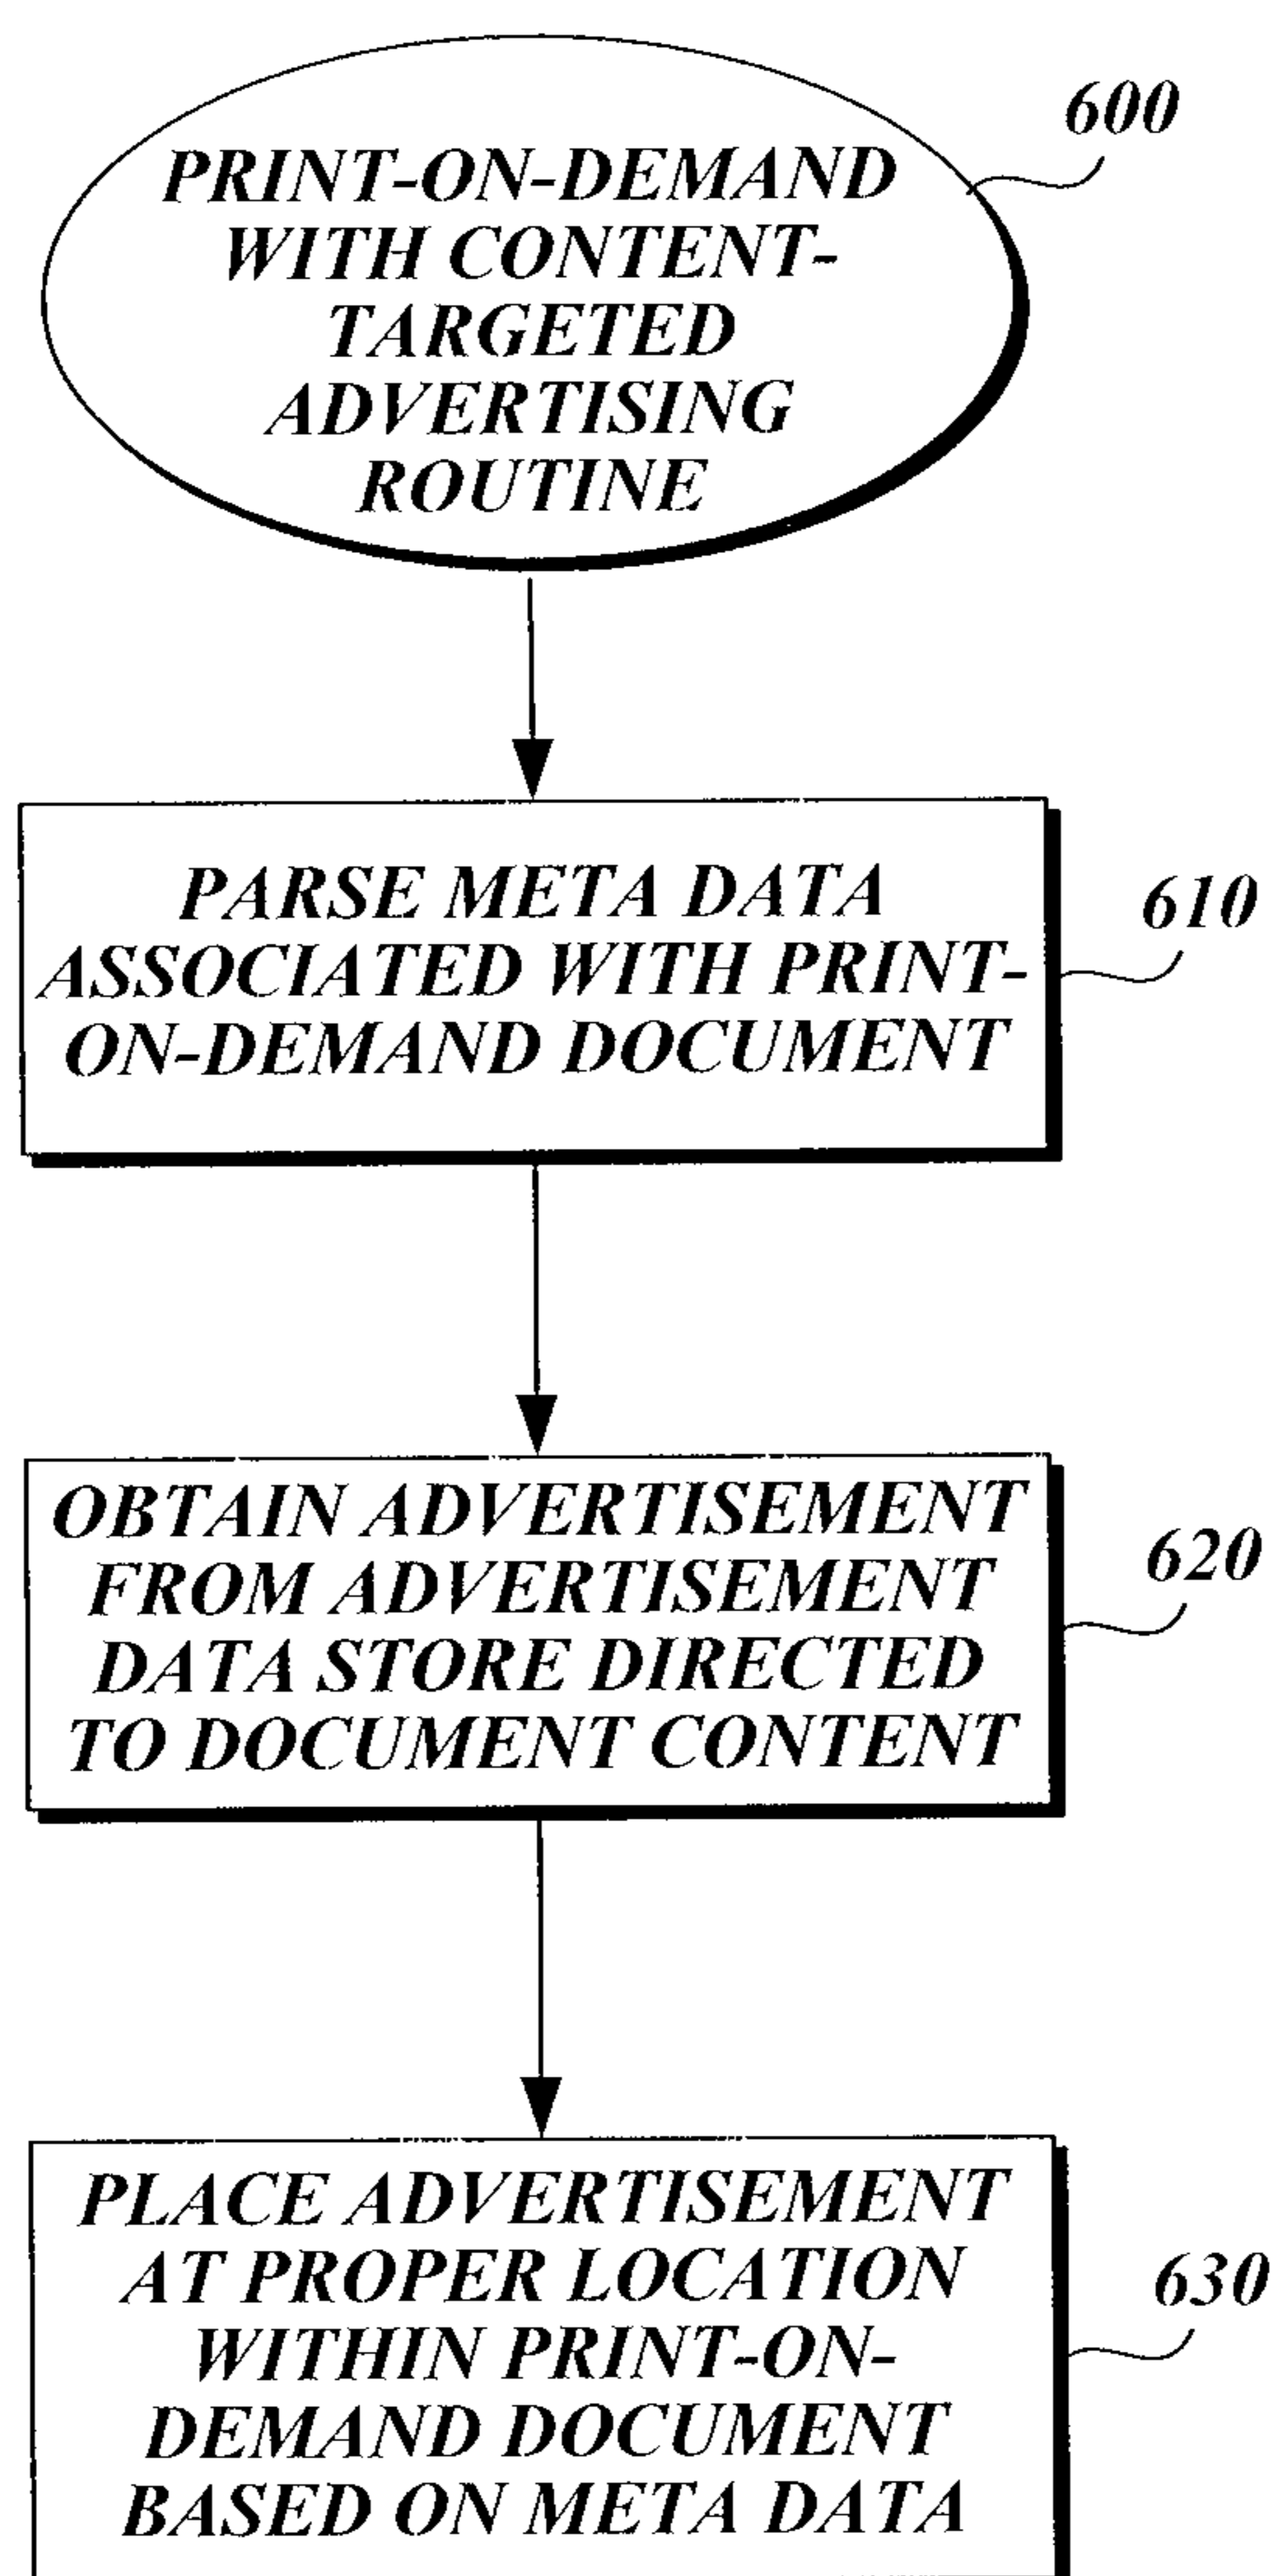 600
PRINT-ON-DEMAND
WITH CONTENT-
TARGETED
ADVERTISING
ROUTINE
PARSE META DATA
ASSOCIATED WITH PRINT-
ON-DEMAND DOCUMENT
610
OBTAIN ADVERTISEMENT
FROM ADVERTISEMENT
DATA STORE DIRECTED
TO DOCUMENT CONTENT
620
PLACE ADVERTISEMENT
AT PROPER LOCATION
WITHIN PRINT-ON-
DEMAND DOCUMENT
BASED ON META DATA
630